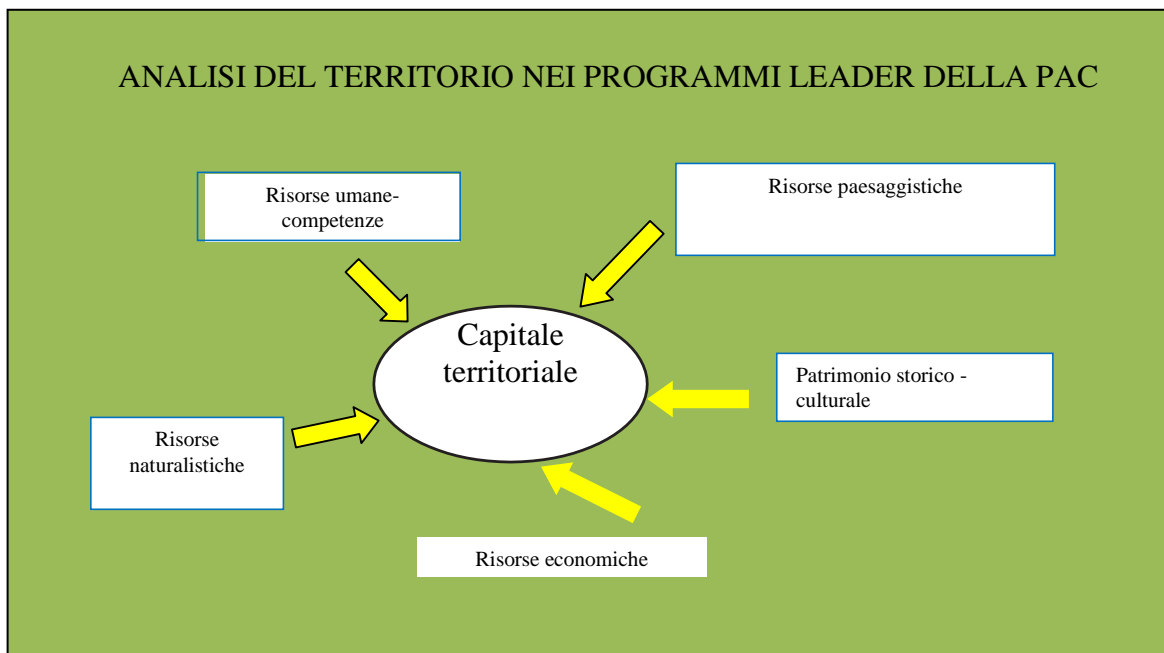 ANALISI DEL TERRITORIO NEI PROGRAMMI LEADER DELLA PAC
Risorse umane-
competenze
Risorse paesaggistiche
Capitale
territoriale
Patrimonio storico -
culturale
Risorse
naturalistiche
Risorse economiche